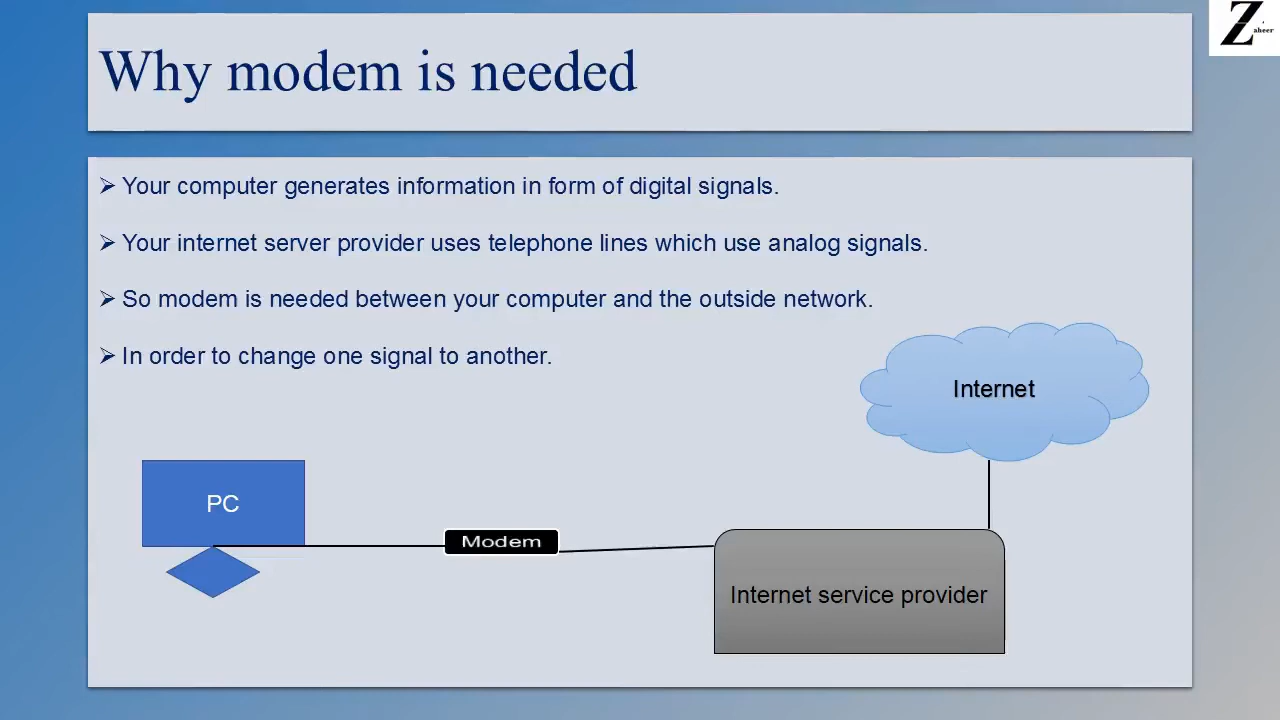 Z
aheer
Why modem is needed
➢ Your computer generates information in form of digital signals.
➢ Your internet server provider uses telephone lines which use analog signals.
➢ So modem is needed between your computer and the outside network.
➢ In order to change one signal to another.
Internet
PC
Modem
Internet service provider